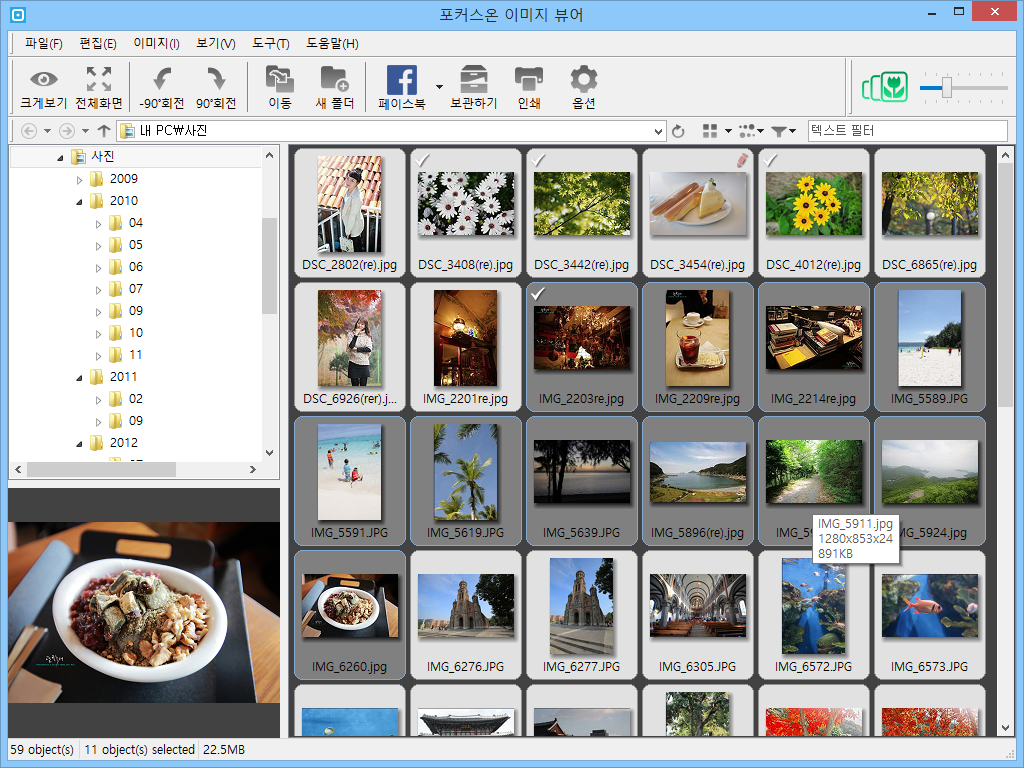 포커스온 이미지 뷰어
파일(F) 편집(E) 이미지(I) 보기(V) 도구(T) 도움말(H)
크게보기 전체화면 -90°회전 90°회전 이동 새 폴더 페이스북 보관하기 인쇄 옵션
내 PC₩사진
텍스트 필터
사진
2009
2010
04
05
06
07
09
10
11
2011
02
09
2012
DSC_2802(re).jpg DSC_3408(re).jpg DSC_3442(re).jpg DSC_3454(re).jpg DSC_4012(re).jpg DSC_6865(re).jpg
DSC_6926(rer).j... IMG_2201re.jpg IMG_2203re.jpg IMG_2209re.jpg IMG_2214re.jpg IMG_5589.JPG
IMG_5591.JPG IMG_5619.JPG IMG_5639.JPG IMG_5896(re).jpg IMG_5924.jpg
IMG_5911.jpg
1280x853x24
891KB
IMG_6260.jpg IMG_6276.JPG IMG_6277.JPG IMG_6305.JPG IMG_6572.JPG IMG_6573.JPG
59 object(s) 11 object(s) selected 22.5MB